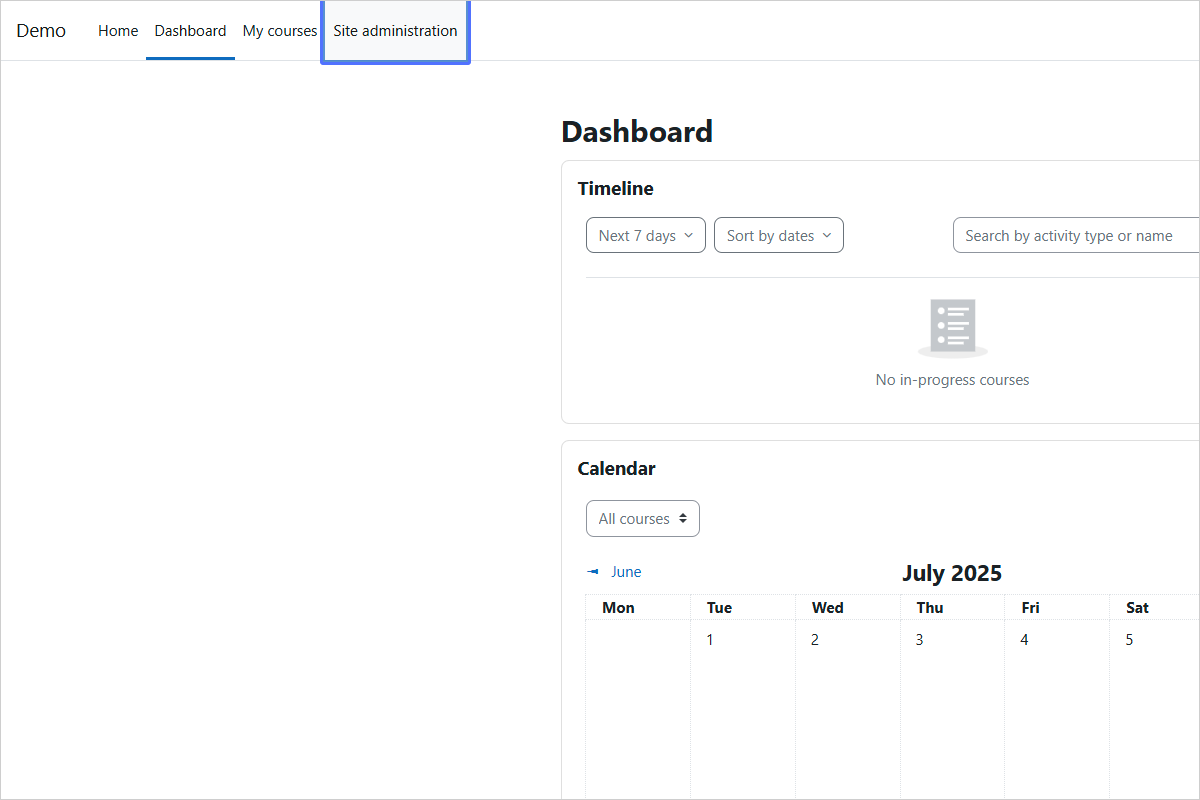 Demo Home Dashboard My courses Site administration
Dashboard
Timeline
Next 7 days Sort by dates Search by activity type or name
No in-progress courses
Calendar
All courses
June July 2025
Mon Tue Wed Thu Fri Sat
1 2 3 4 5